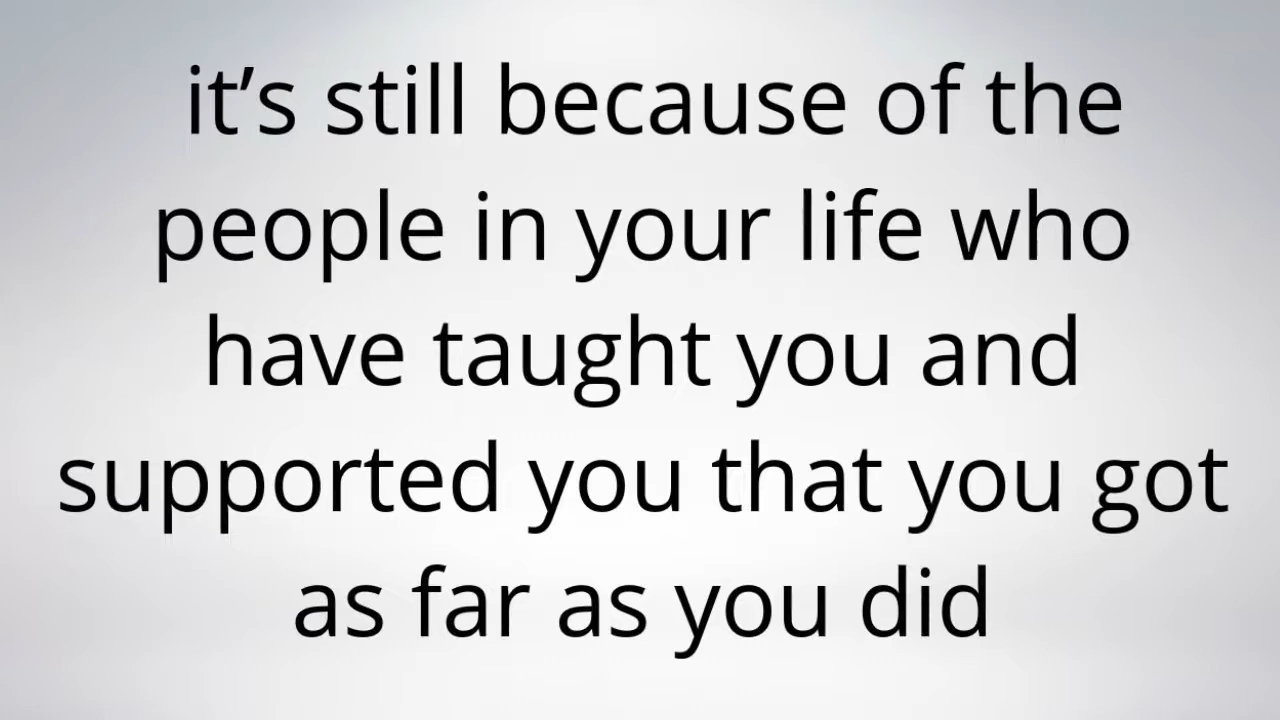 it’s still because of the
people in your life who
have taught you and
supported you that you got
as far as you did